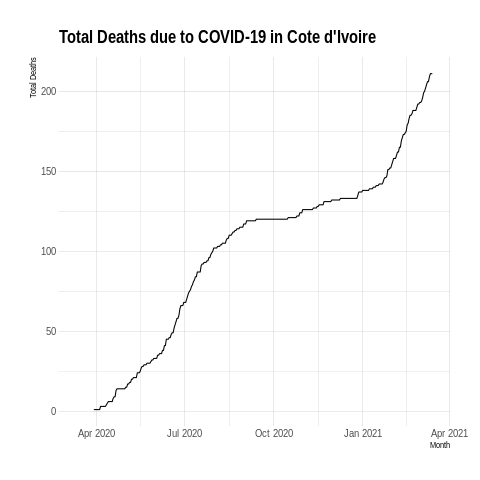 Total Deaths due to COVID-19 in Cote d'Ivoire
Total Deaths
200
150
100
50
0
Apr 2020 Jul 2020 Oct 2020 Jan 2021 Apr 2021
Month